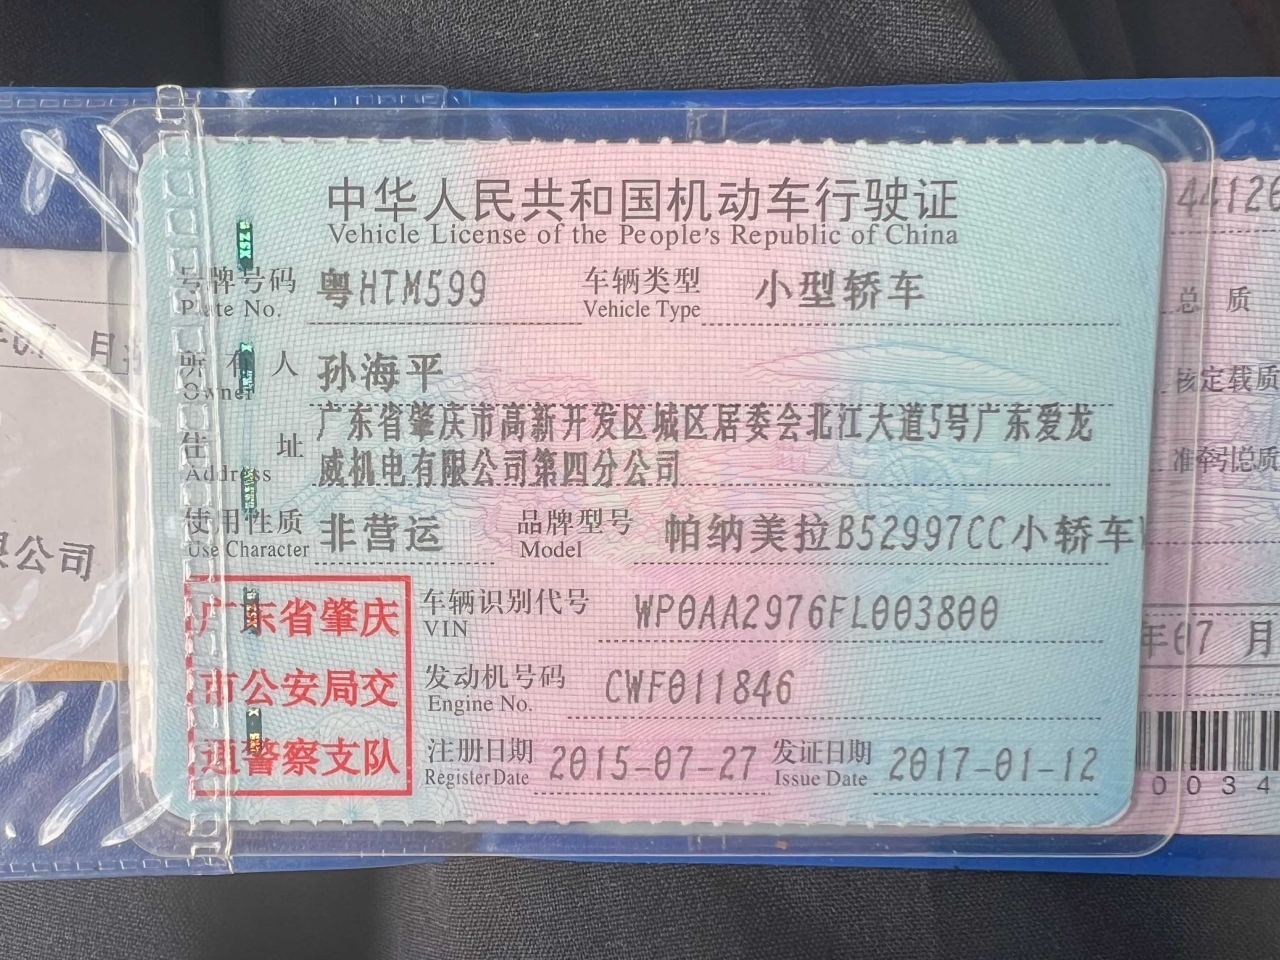 中华人民共和国机动车行驶证
Vehicle License of the People's Republic of China
号牌号码 粤HTM599 车辆类型 小型轿车
Plate No. Vehicle Type
所有人 孙海平
Owner
广东省肇庆市高新开发区城区居委会北江大道5号广东爱龙
住址 威机电有限公司第四分公司
Address
使用性质 非营运 品牌型号 帕纳美拉B52997CC小轿车
Use Character Model
广东省肇庆
市公安局交
通警察支队
车辆识别代号 WP0AA2976FL003800
VIN
发动机号码 CWF011846
Engine No.
注册日期 2015-07-27 发证日期 2017-01-12
Register Date Issue Date
44126
总质
核定载质
准牵引总质
年07月
0034
月
限公司